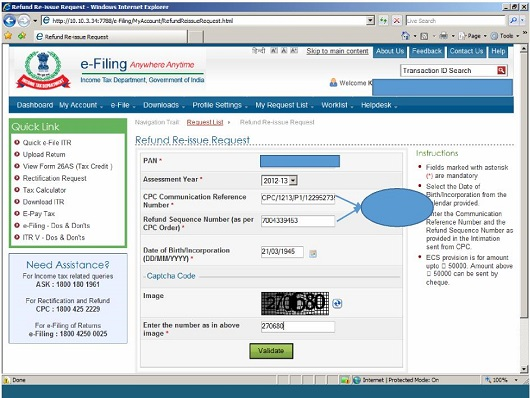 Refund Re-issue Request - Windows Internet Explorer
http://10.10.3.34:7788/e-Filing/MyAccount/RefundReissueRequest.html
Live Search
Refund Re-issue Request
Page Tools
e-Filing Anywhere Anytime
Income Tax Department, Government of India
हिन्दी A A A Skip to main content About Us Feedback Contact Us Help
Transaction ID Search
Welcome K
Dashboard My Account e-File Downloads Profile Settings My Request List Worklist Helpdesk
Quick Link
Quick e-File ITR
Upload Return
View Form 26AS (Tax Credit )
Rectification Request
Tax Calculator
Download ITR
E-Pay Tax
e-Filing - Dos & Don'ts
ITR V - Dos & Don'ts
Need Assistance?
For Income tax related queries
ASK : 1800 180 1961
For Rectification and Refund
CPC : 1800 425 2229
For e-Filing of Returns
e-Filing : 1800 4250 0025
Navigation Trail: Request List Refund Re-issue Request
Refund Re-issue Request
PAN *
Assessment Year * 2012-13
CPC Communication Reference Number * CPC/1213/P1/12295273/
Refund Sequence Number (as per CPC Order) * 7004339453
Date of Birth/Incorporation (DD/MM/YYYY) * 21/03/1945
Captcha Code
Image 270680
Enter the number as in above image * 270680
Validate
Instructions
Fields marked with asterisk
(*) are mandatory
Select the Date of
Birth/Incorporation from the
calendar provided.
Enter the Communication
Reference Number and the
Refund Sequence Number as
provided in the Intimation
sent from CPC.
ECS provision is for amount
upto 50000. Amount above
50000 can be sent by
cheque.
Done
Internet | Protected Mode: On
100%